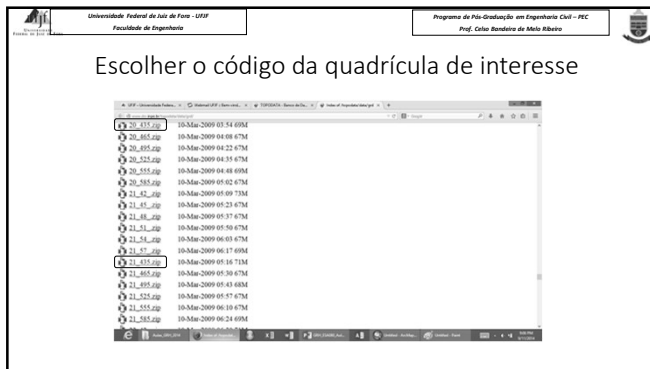 Universidade Federal de Juiz de Fora - UFJF
Faculdade de Engenharia
Programa de Pós-Graduação em Engenharia Civil – PEC
Prof. Celso Bandeira de Melo Ribeiro
Escolher o código da quadrícula de interesse
20_435.zip 10-Mar-2009 03:54 69M
20_465.zip 10-Mar-2009 04:08 67M
20_495.zip 10-Mar-2009 04:22 67M
20_525.zip 10-Mar-2009 04:35 67M
20_555.zip 10-Mar-2009 04:48 69M
20_585.zip 10-Mar-2009 05:02 67M
21_42_.zip 10-Mar-2009 05:09 73M
21_45_.zip 10-Mar-2009 05:23 67M
21_48_.zip 10-Mar-2009 05:37 67M
21_51_.zip 10-Mar-2009 05:50 67M
21_54_.zip 10-Mar-2009 06:03 67M
21_57_.zip 10-Mar-2009 06:17 69M
21_435.zip 10-Mar-2009 05:16 71M
21_465.zip 10-Mar-2009 05:30 67M
21_495.zip 10-Mar-2009 05:43 68M
21_525.zip 10-Mar-2009 05:57 67M
21_555.zip 10-Mar-2009 06:10 67M
21_585.zip 10-Mar-2009 06:24 69M